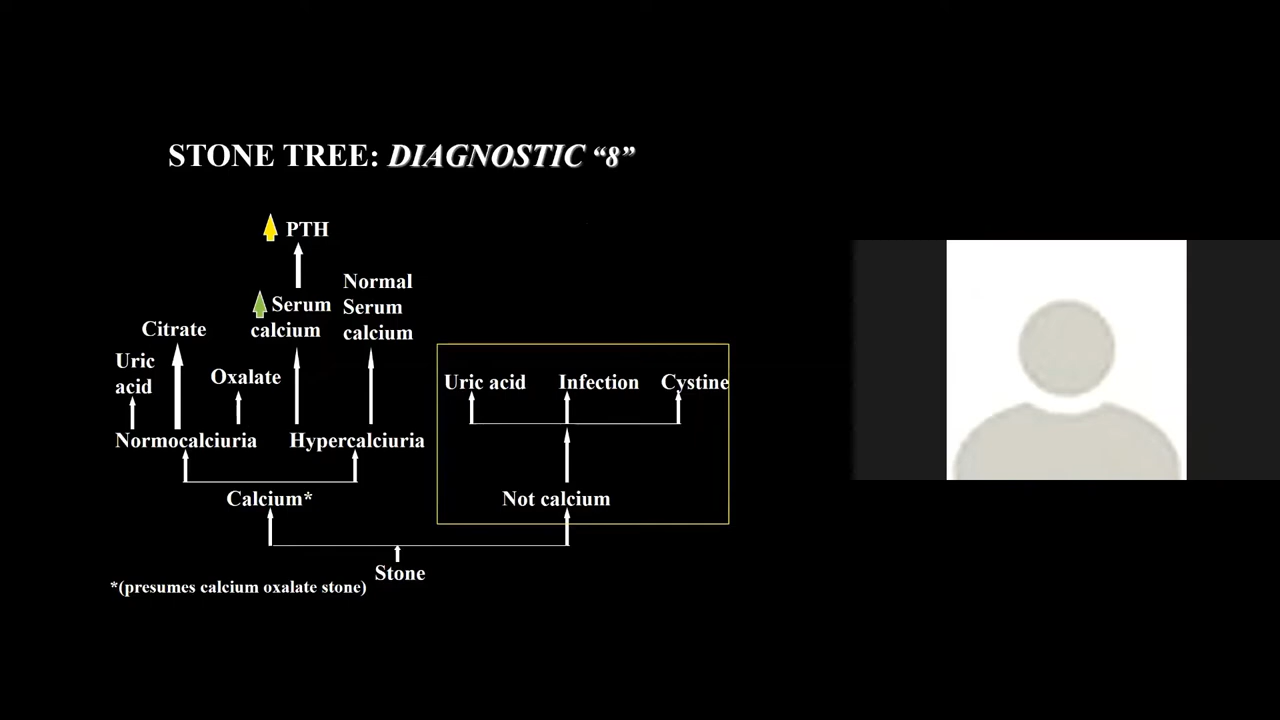 STONE TREE: DIAGNOSTIC “8”
PTH
Normal
Serum
calcium
Serum
calcium
Citrate
Uric
acid
Oxalate
Uric acid
Infection
Cystine
Normocalciuria
Hypercalciuria
Calcium*
Not calcium
Stone
*(presumes calcium oxalate stone)